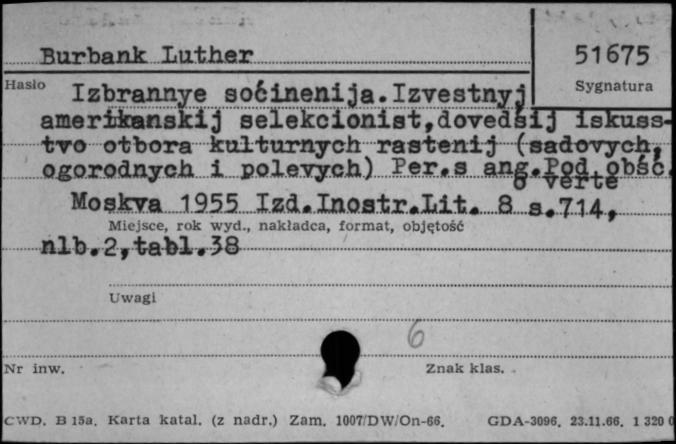 Burbank Luther
51675
Hasło
Sygnatura
Izbrannye soćinenija.Izvestnyj
amerikanskij selekcionist,dovedšij iskuss-
tvo otbora kulturnych rastenij (sadovych,
ogorodnych i polevych) Per.s ang.Pod obść.
o verte
Moskva 1955 Izd.Inostr.Lit. 8 s.714,
Miejsce, rok wyd., nakładca, format, objętość
nlb.2,tabl.38
Uwagi
6
Nr inw.
Znak klas.
CWD. B 15a. Karta katal. (z nadr.) Zam. 1007/DW/On-66. GDA-3096. 23.11.66. 1 320 0